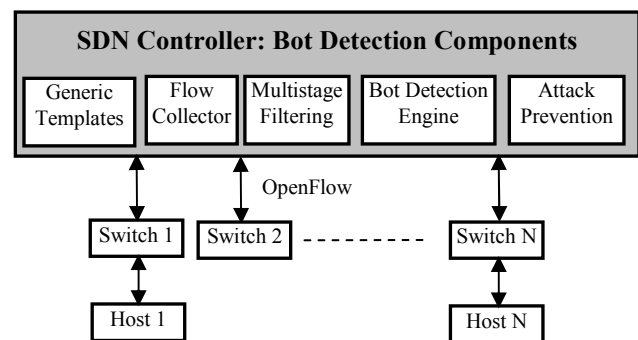 SDN Controller: Bot Detection Components
Generic
Templates
Flow
Collector
Multistage
Filtering
Bot Detection
Engine
Attack
Prevention
OpenFlow
Switch 1
Switch 2
Switch N
Host 1
Host N